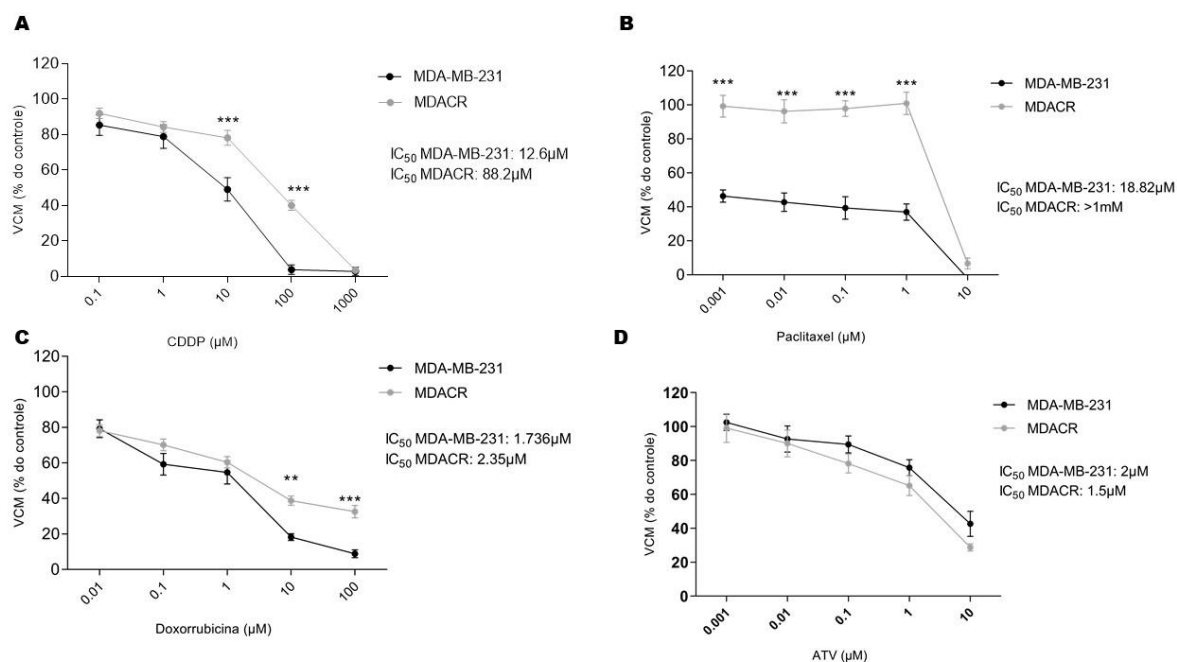 A
120
100
80
60
40
20
0
VCM (% do controle)
***
***
MDA-MB-231
MDACR
IC50 MDA-MB-231: 12.6µM
IC50 MDACR: 88.2µM
0.1
1
10
100
1000
CDDP (µM)
B
120
100
80
60
40
20
0
VCM (% do controle)
***
***
***
***
MDA-MB-231
MDACR
IC50 MDA-MB-231: 18.82µM
IC50 MDACR: >1mM
0.001
0.01
0.1
1
10
Paclitaxel (µM)
C
120
100
80
60
40
20
0
VCM (% do controle)
**
***
MDA-MB-231
MDACR
IC50 MDA-MB-231: 1.736µM
IC50 MDACR: 2.35µM
0.01
0.1
1
10
100
Doxorrubicina (µM)
D
120
100
80
60
40
20
0
VCM (% do controle)
MDA-MB-231
MDACR
IC50 MDA-MB-231: 2µM
IC50 MDACR: 1.5µM
0.001
0.01
0.1
1
10
ATV (µM)